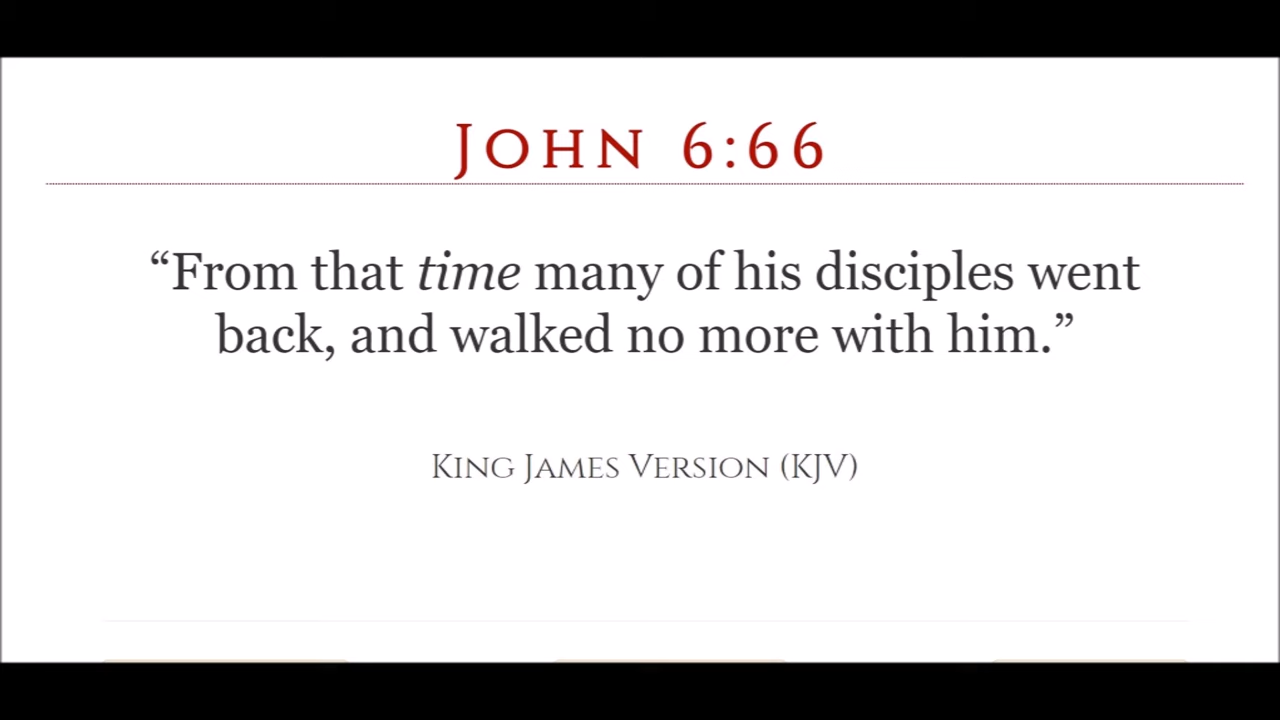 JOHN 6:66
“From that time many of his disciples went
back, and walked no more with him.”
KING JAMES VERSION (KJV)